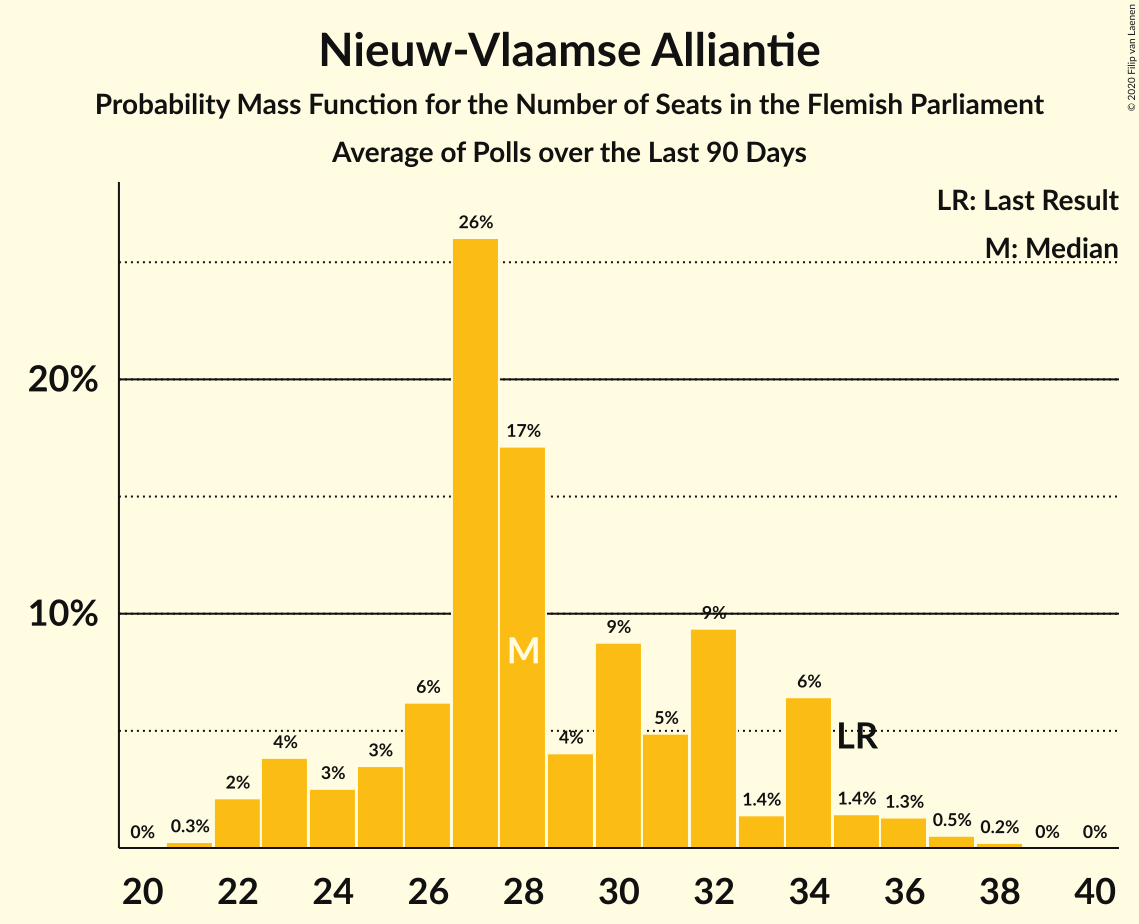 Nieuw-Vlaamse Alliantie
Probability Mass Function for the Number of Seats in the Flemish Parliament
Average of Polls over the Last 90 Days
© 2020 Filip van Laenen
LR: Last Result
M: Median
20%
10%
0%
0.3%
2%
4%
3%
3%
6%
26%
17%
4%
9%
5%
9%
1.4%
6%
1.4%
1.3%
0.5%
0.2%
0%
0%
M
LR
20 22 24 26 28 30 32 34 36 38 40